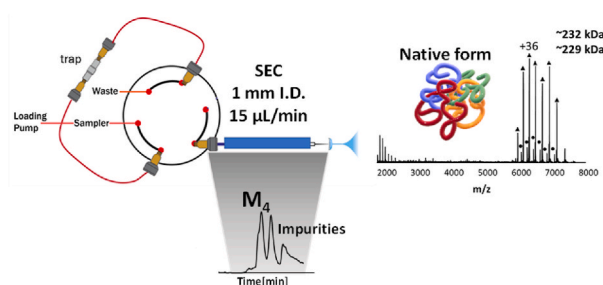 trap
Waste
Loading
Pump
Sampler
SEC
1 mm I.D.
15 µL/min
M4
Impurities
Time[min]
Native form
+36
~232 kDa
~229 kDa
2000 3000 4000 5000 6000 7000 8000
m/z